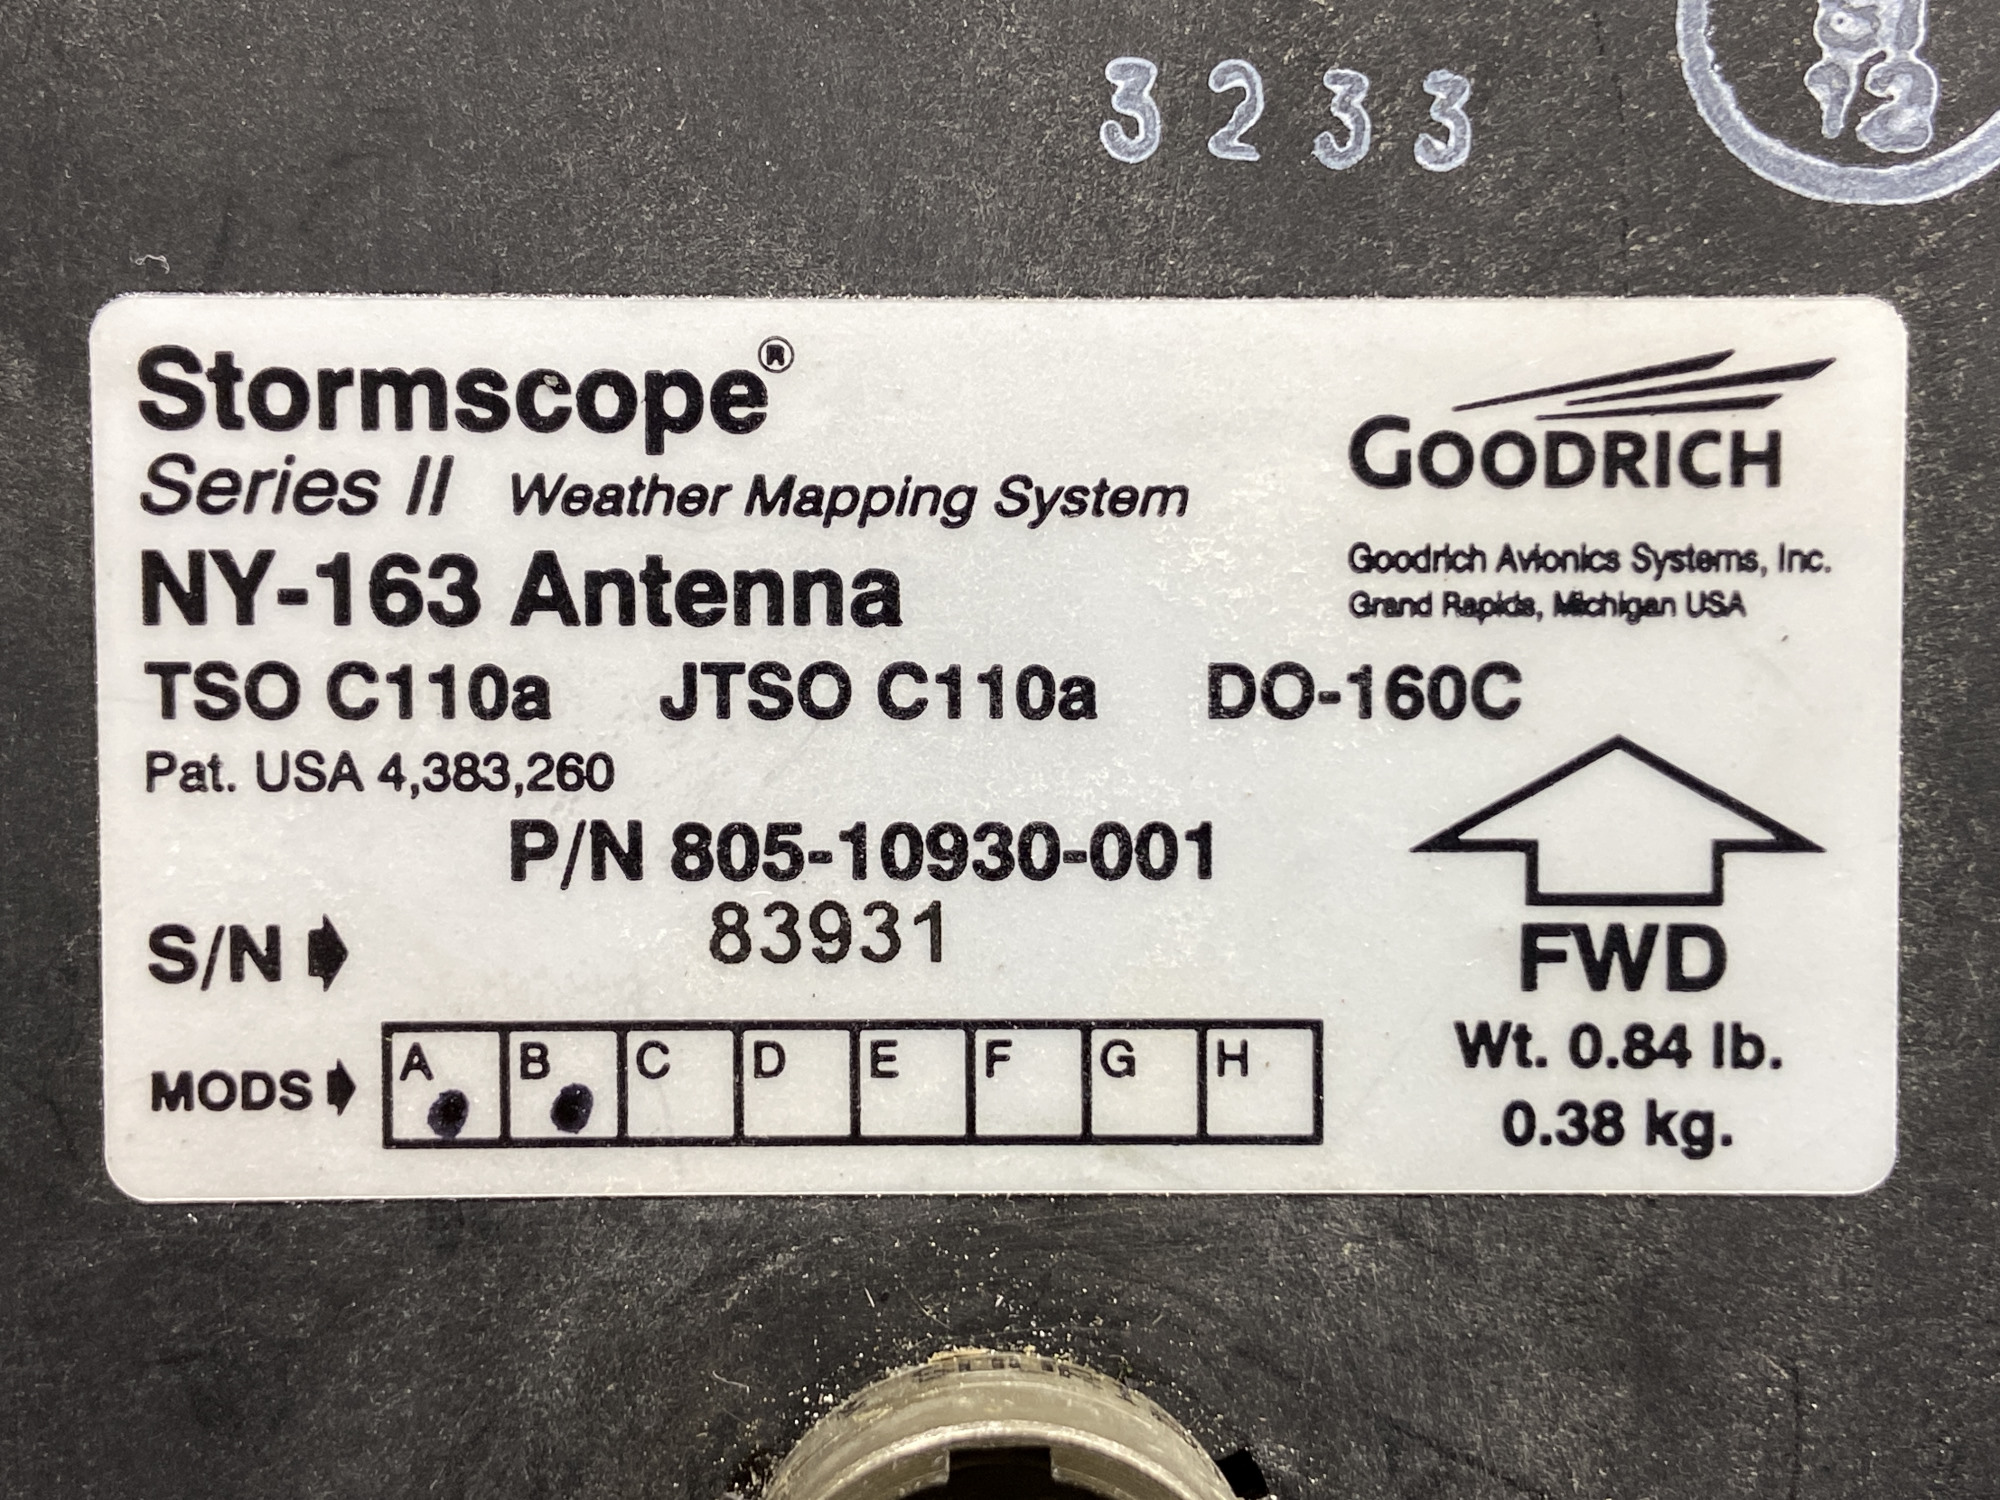 3233
12
Stormscope®
Series II Weather Mapping System
GOODRICH
Goodrich Avionics Systems, Inc.
Grand Rapids, Michigan USA
NY-163 Antenna
TSO C110a JTSO C110a DO-160C
Pat. USA 4,383,260
P/N 805-10930-001
S/N 83931
FWD
Wt. 0.84 lb.
0.38 kg.
MODS A B C D E F G H